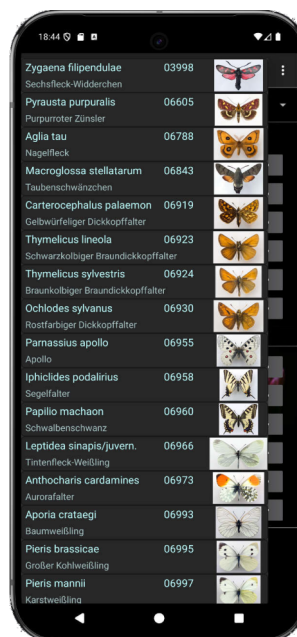 18:44
Zygaena filipendulae 03998
Sechsfleck-Widderchen
Pyrausta purpuralis 06605
Purpurroter Zünsler
Aglia tau 06788
Nagelfleck
Macroglossa stellatarum 06843
Taubenschwänzchen
Carterocephalus palaemon 06919
Gelbwürfeliger Dickkopffalter
Thymelicus lineola 06923
Schwarzkolbiger Braundickkopffalter
Thymelicus sylvestris 06924
Braunkolbiger Braundickkopffalter
Ochlodes sylvanus 06930
Rostfarbiger Dickkopffalter
Parnassius apollo 06955
Apollo
Iphiclides podalirius 06958
Segelfalter
Papilio machaon 06960
Schwalbenschwanz
Leptidea sinapis/juvern. 06966
Tintenfleck-Weißling
Anthocharis cardamines 06973
Aurorafalter
Aporia crataegi 06993
Baumweißling
Pieris brassicae 06995
Großer Kohlweißling
Pieris mannii 06997
Karstweißling